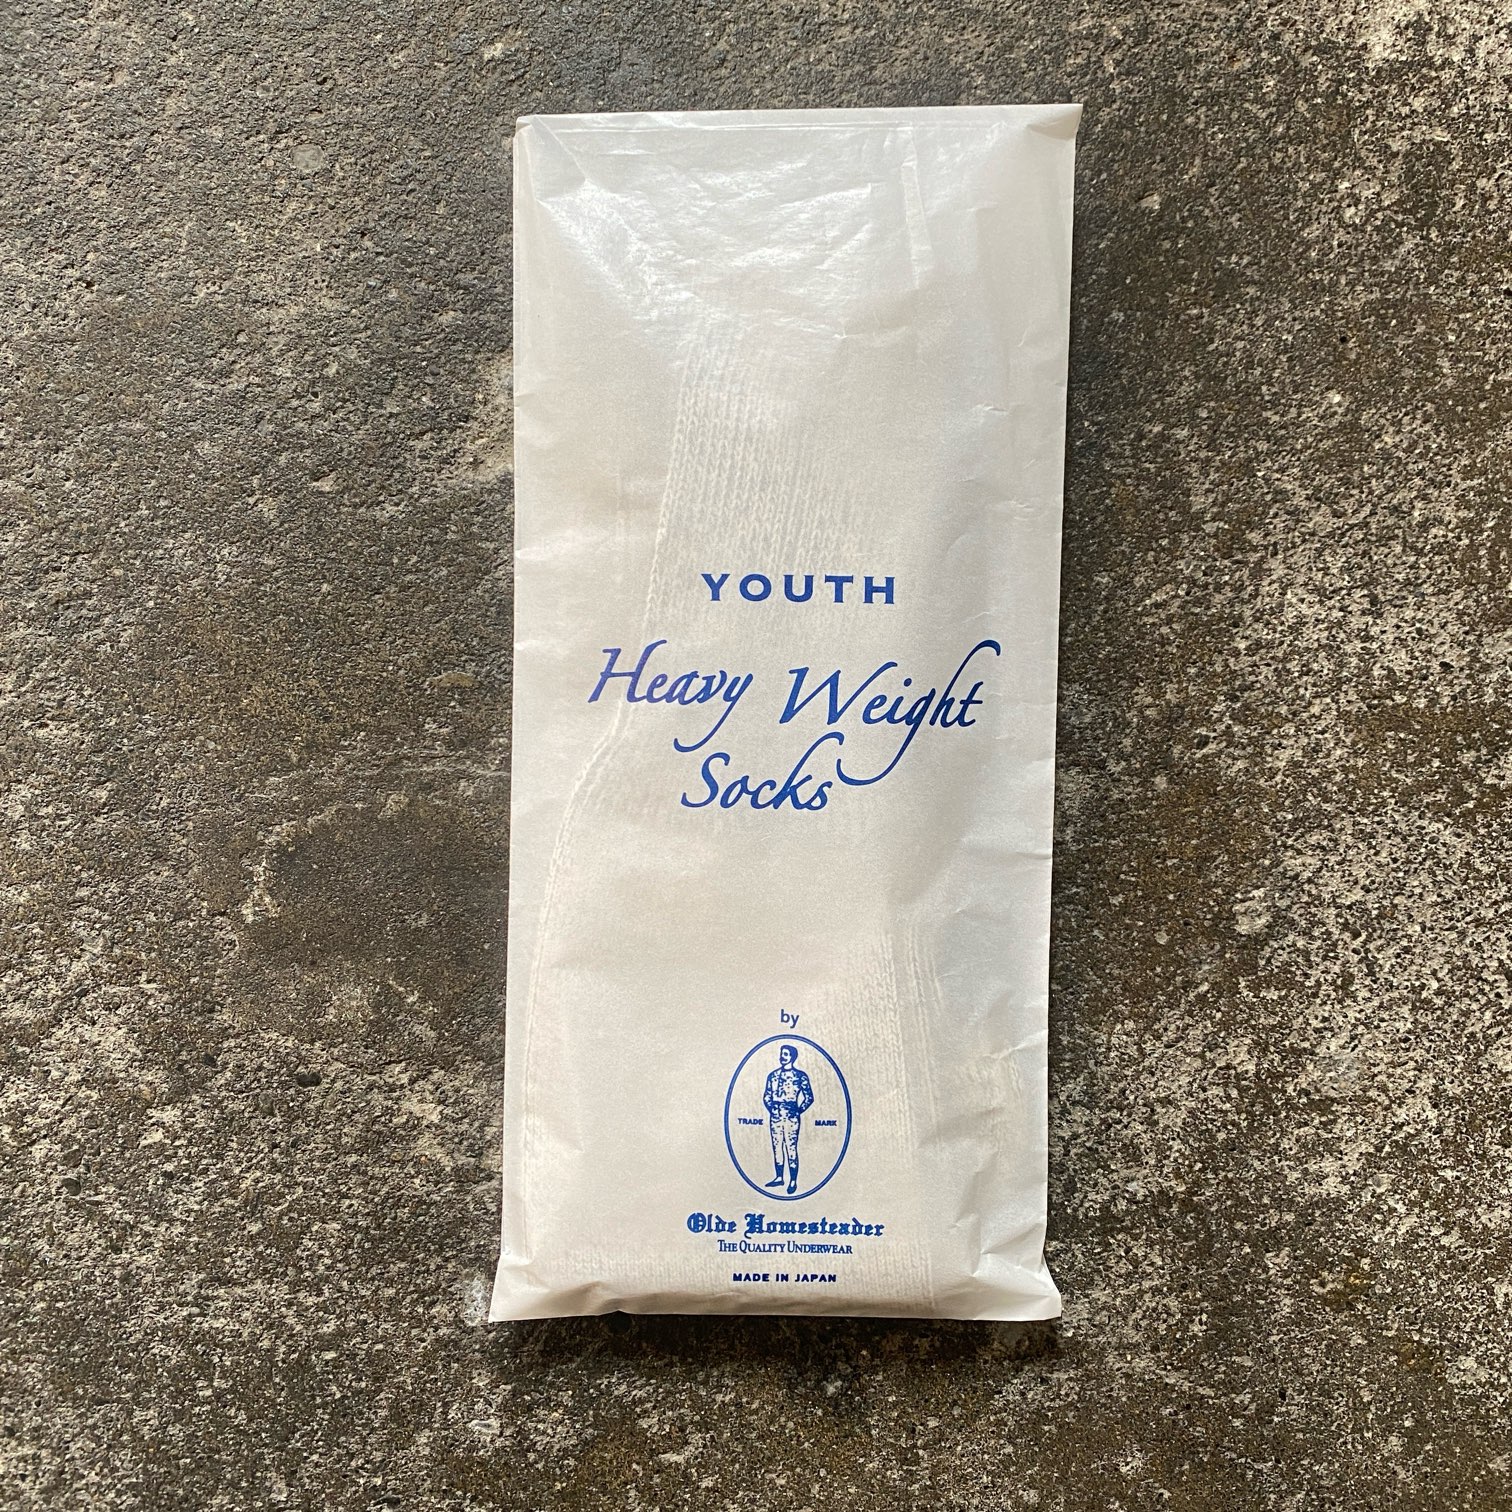 YOUTH
Heavy Weight
Socks
by
TRADE MARK
Olde Homesteader
THE QUALITY UNDERWEAR
MADE IN JAPAN